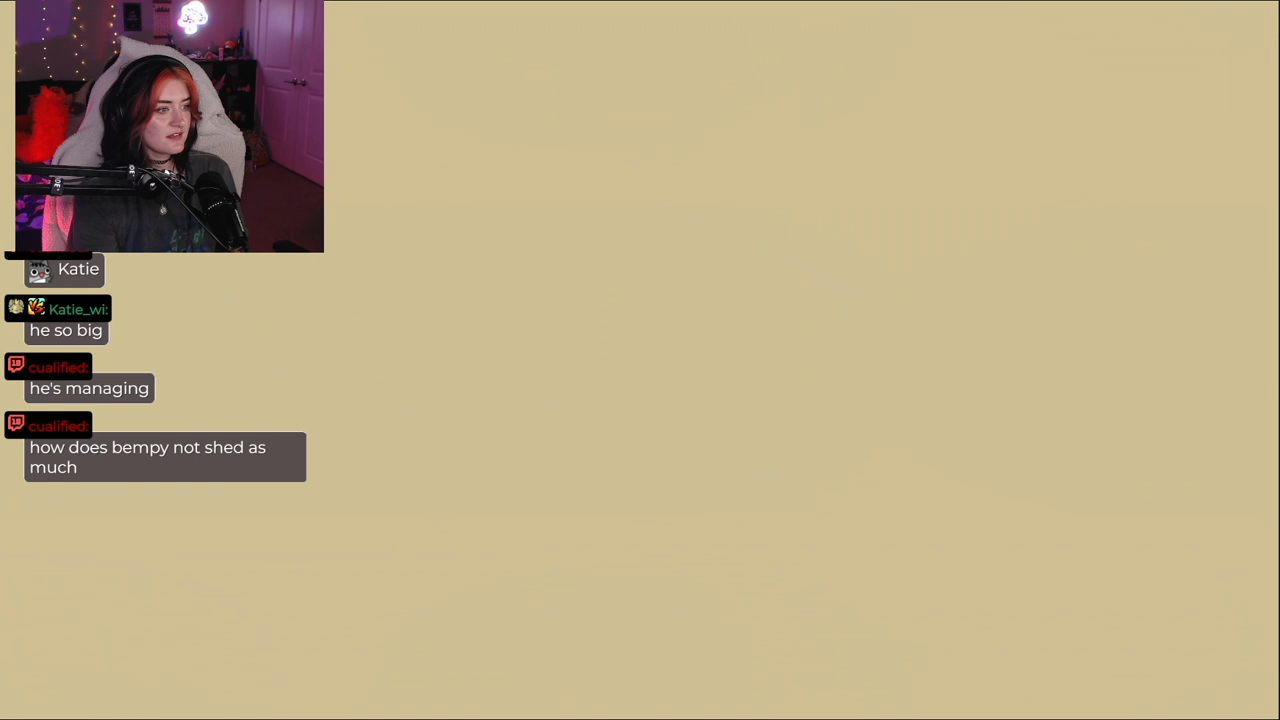 Katie
Katie_wi:
he so big
cualified:
he's managing
cualified:
how does bempy not shed as
much